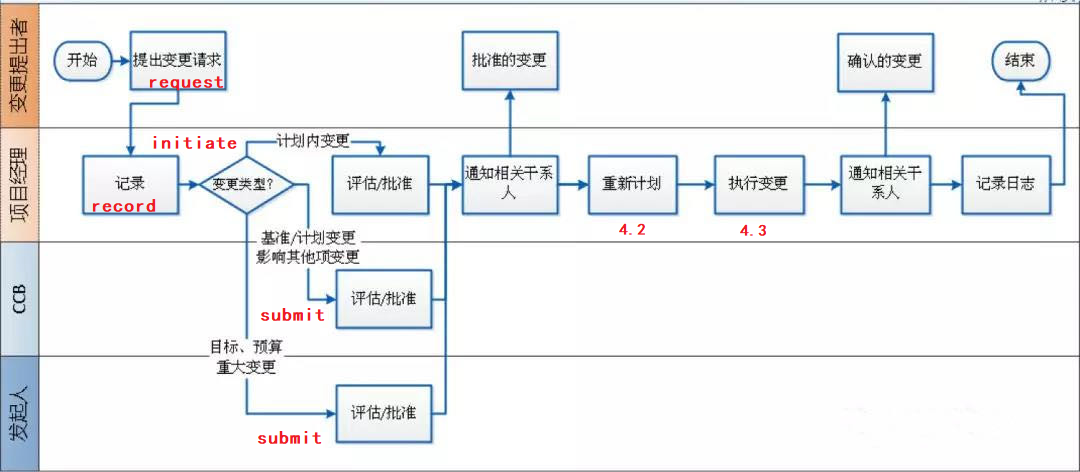 变更提出者
开始
提出变更请求
request
批准的变更
确认的变更
结束
项目经理
initiate
计划内变更
记录
record
变更类型?
评估/批准
通知相关干系
人
重新计划
4.2
执行变更
4.3
通知相关干系
人
记录日志
基准/计划变更
影响其他项变更
CCB
submit
评估/批准
目标、预算
重大变更
发起人
submit
评估/批准